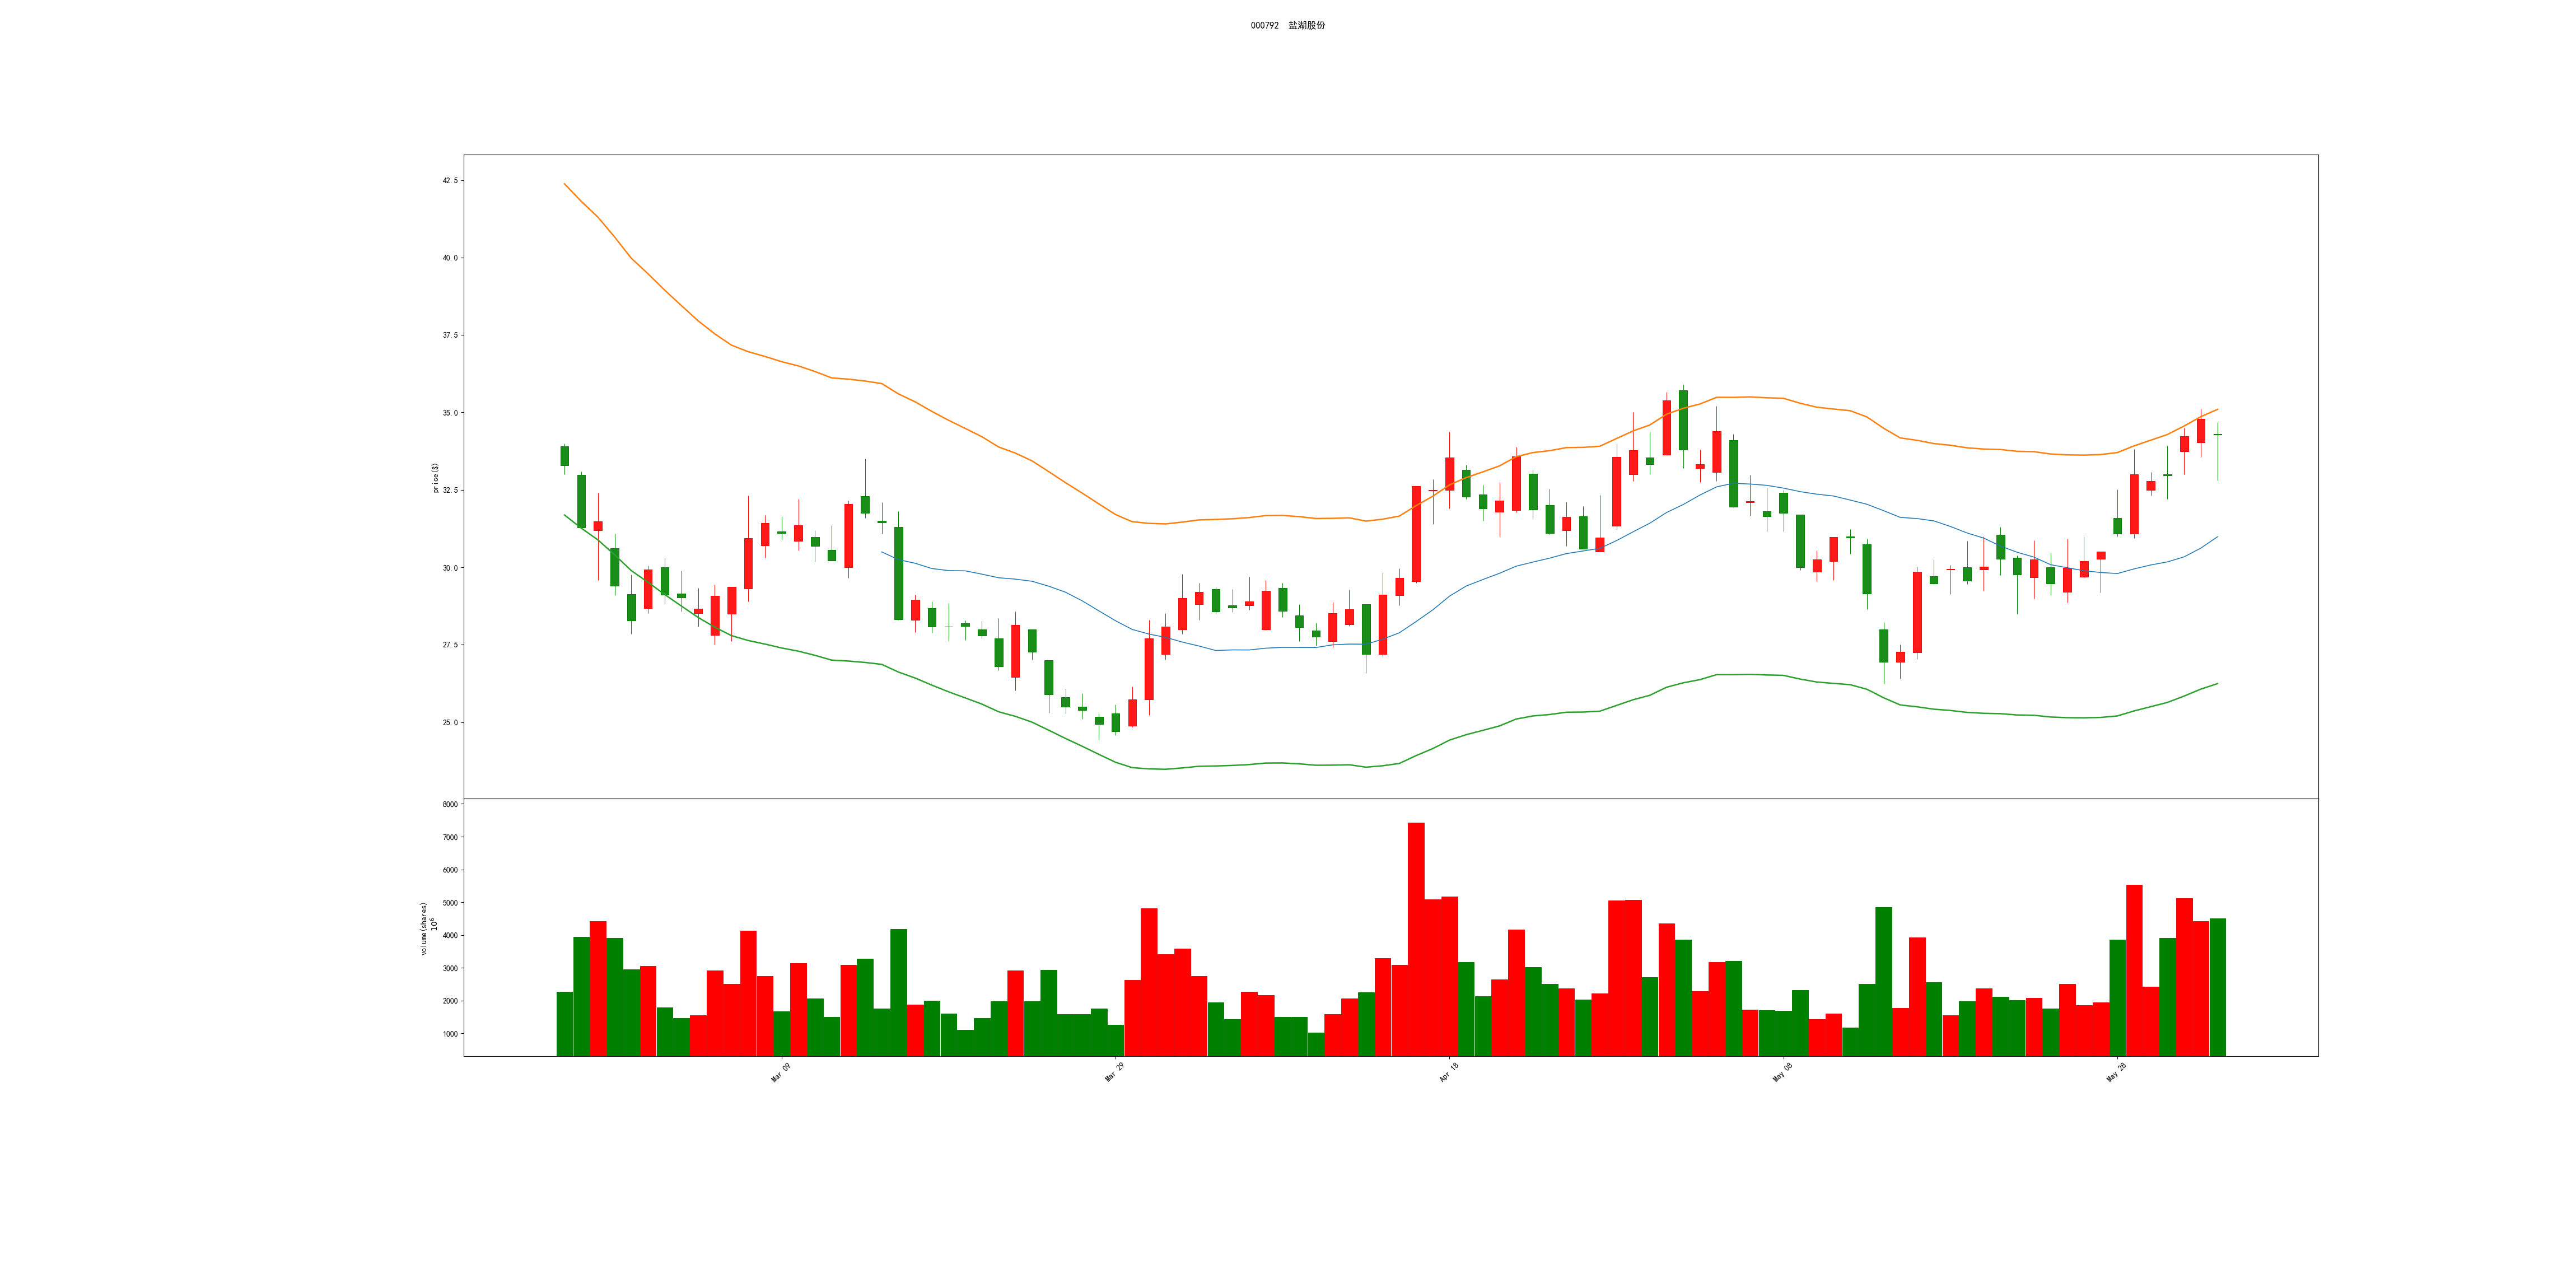 000792  盐湖股份
42.5
40.0
37.5
35.0
32.5
30.0
27.5
25.0
price($)
8000
7000
6000
5000
4000
3000
2000
1000
volume(shares)
10^6
Mar 09
Mar 29
Apr 18
May 08
May 28